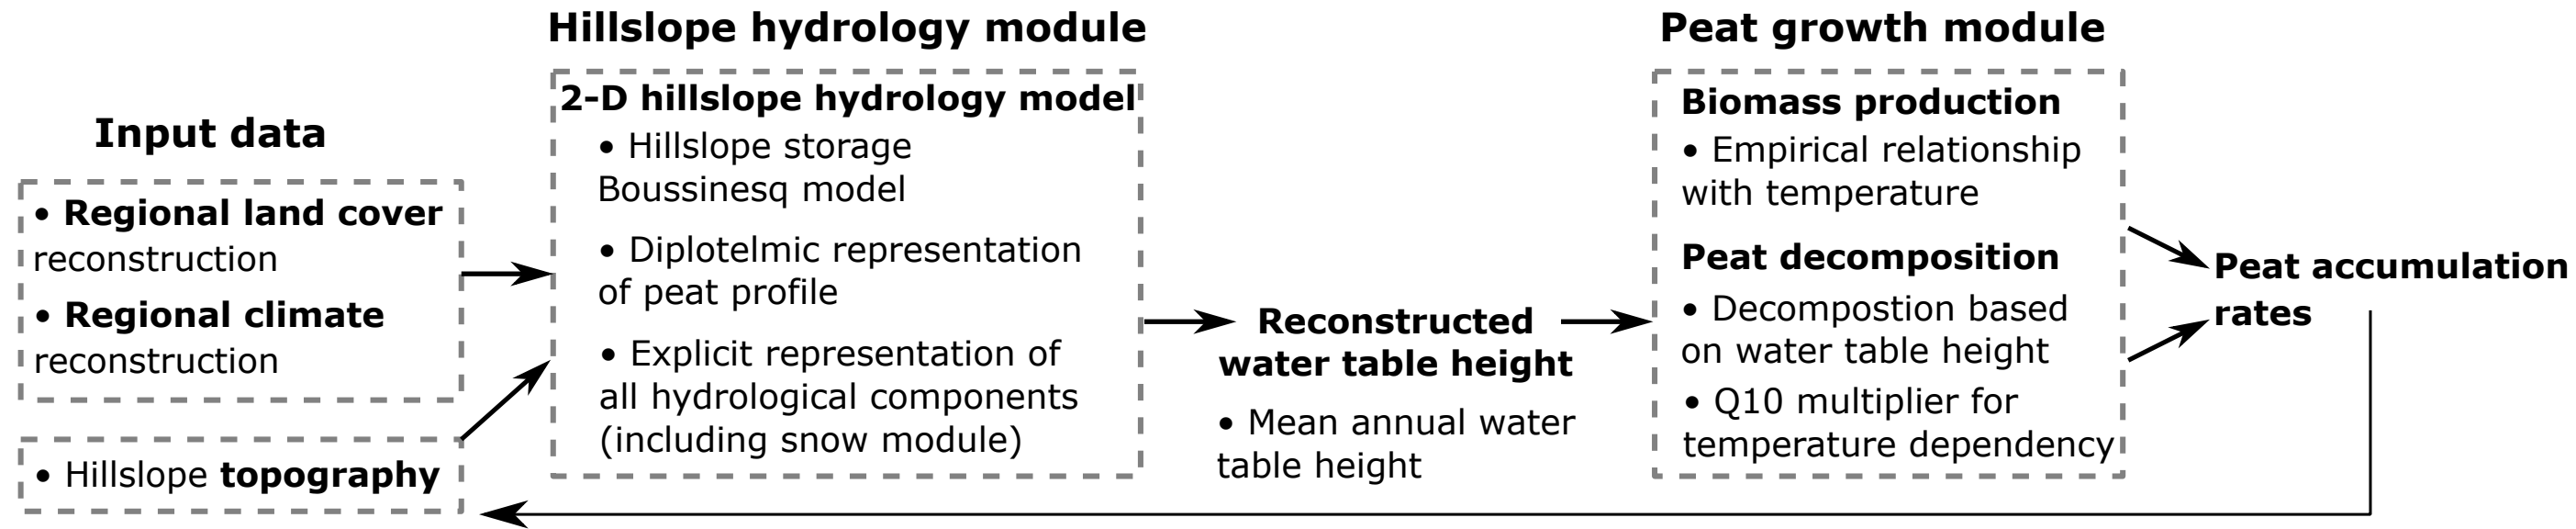 Input data
• Regional land cover
reconstruction
• Regional climate
reconstruction
• Hillslope topography
Hillslope hydrology module
2-D hillslope hydrology model
• Hillslope storage
Boussinesq model
• Diplotelmic representation
of peat profile
• Explicit representation of
all hydrological components
(including snow module)
Reconstructed
water table height
• Mean annual water
table height
Peat growth module
Biomass production
• Empirical relationship
with temperature
Peat decomposition
• Decompostion based
on water table height
• Q10 multiplier for
temperature dependency
Peat accumulation
rates